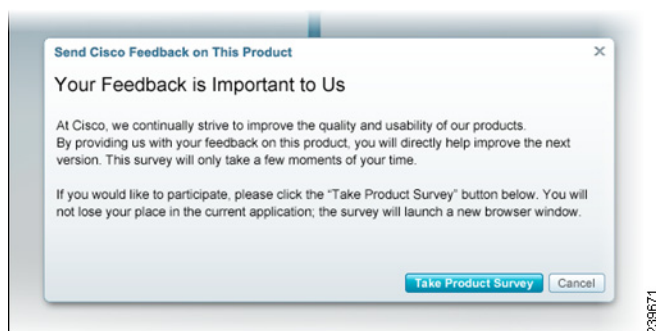 Send Cisco Feedback on This Product
Your Feedback is Important to Us
At Cisco, we continually strive to improve the quality and usability of our products.
By providing us with your feedback on this product, you will directly help improve the next
version. This survey will only take a few moments of your time.
If you would like to participate, please click the “Take Product Survey” button below. You will
not lose your place in the current application; the survey will launch a new browser window.
Take Product Survey Cancel
239671